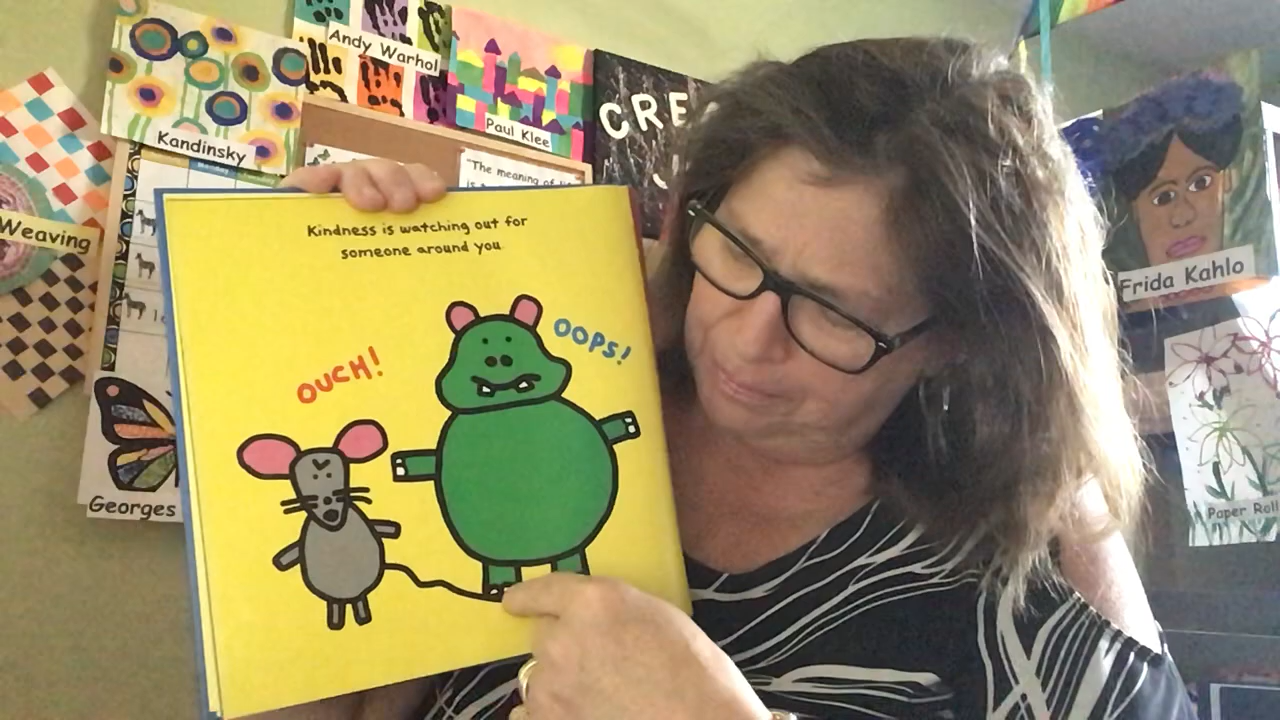 Andy Warhol
Kandinsky
Paul Klee
"The meaning of
is
Weaving
Georges
Kindness is watching out for
someone around you
OUCH!
OOPS!
Frida Kahlo
Paper Roll